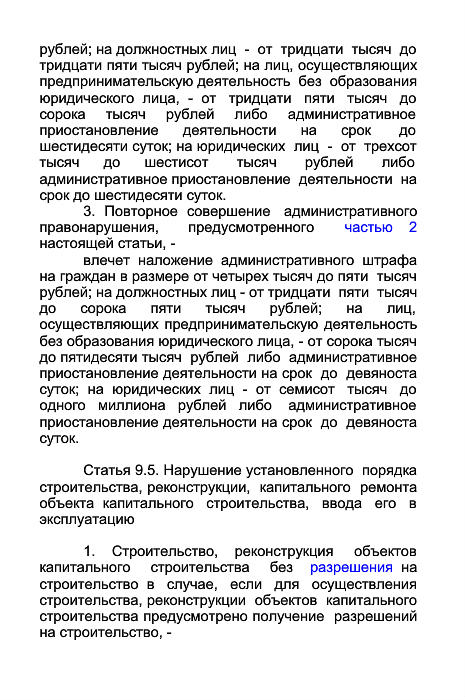 рублей; на должностных лиц - от тридцати тысяч до
тридцати пяти тысяч рублей; на лиц, осуществляющих
предпринимательскую деятельность без образования
юридического лица, - от тридцати пяти тысяч до
сорока тысяч рублей либо административное
приостановление деятельности на срок до
шестидесяти суток; на юридических лиц - от трехсот
тысяч до шестисот тысяч рублей либо
административное приостановление деятельности на
срок до шестидесяти суток.
3. Повторное совершение административного
правонарушения, предусмотренного частью 2
настоящей статьи, -
влечет наложение административного штрафа
на граждан в размере от четырех тысяч до пяти тысяч
рублей; на должностных лиц - от тридцати пяти тысяч
до сорока пяти тысяч рублей; на лиц,
осуществляющих предпринимательскую деятельность
без образования юридического лица, - от сорока тысяч
до пятидесяти тысяч рублей либо административное
приостановление деятельности на срок до девяноста
суток; на юридических лиц - от семисот тысяч до
одного миллиона рублей либо административное
приостановление деятельности на срок до девяноста
суток.
Статья 9.5. Нарушение установленного порядка
строительства, реконструкции, капитального ремонта
объекта капитального строительства, ввода его в
эксплуатацию
1. Строительство, реконструкция объектов
капитального строительства без разрешения на
строительство в случае, если для осуществления
строительства, реконструкции объектов капитального
строительства предусмотрено получение разрешений
на строительство, -